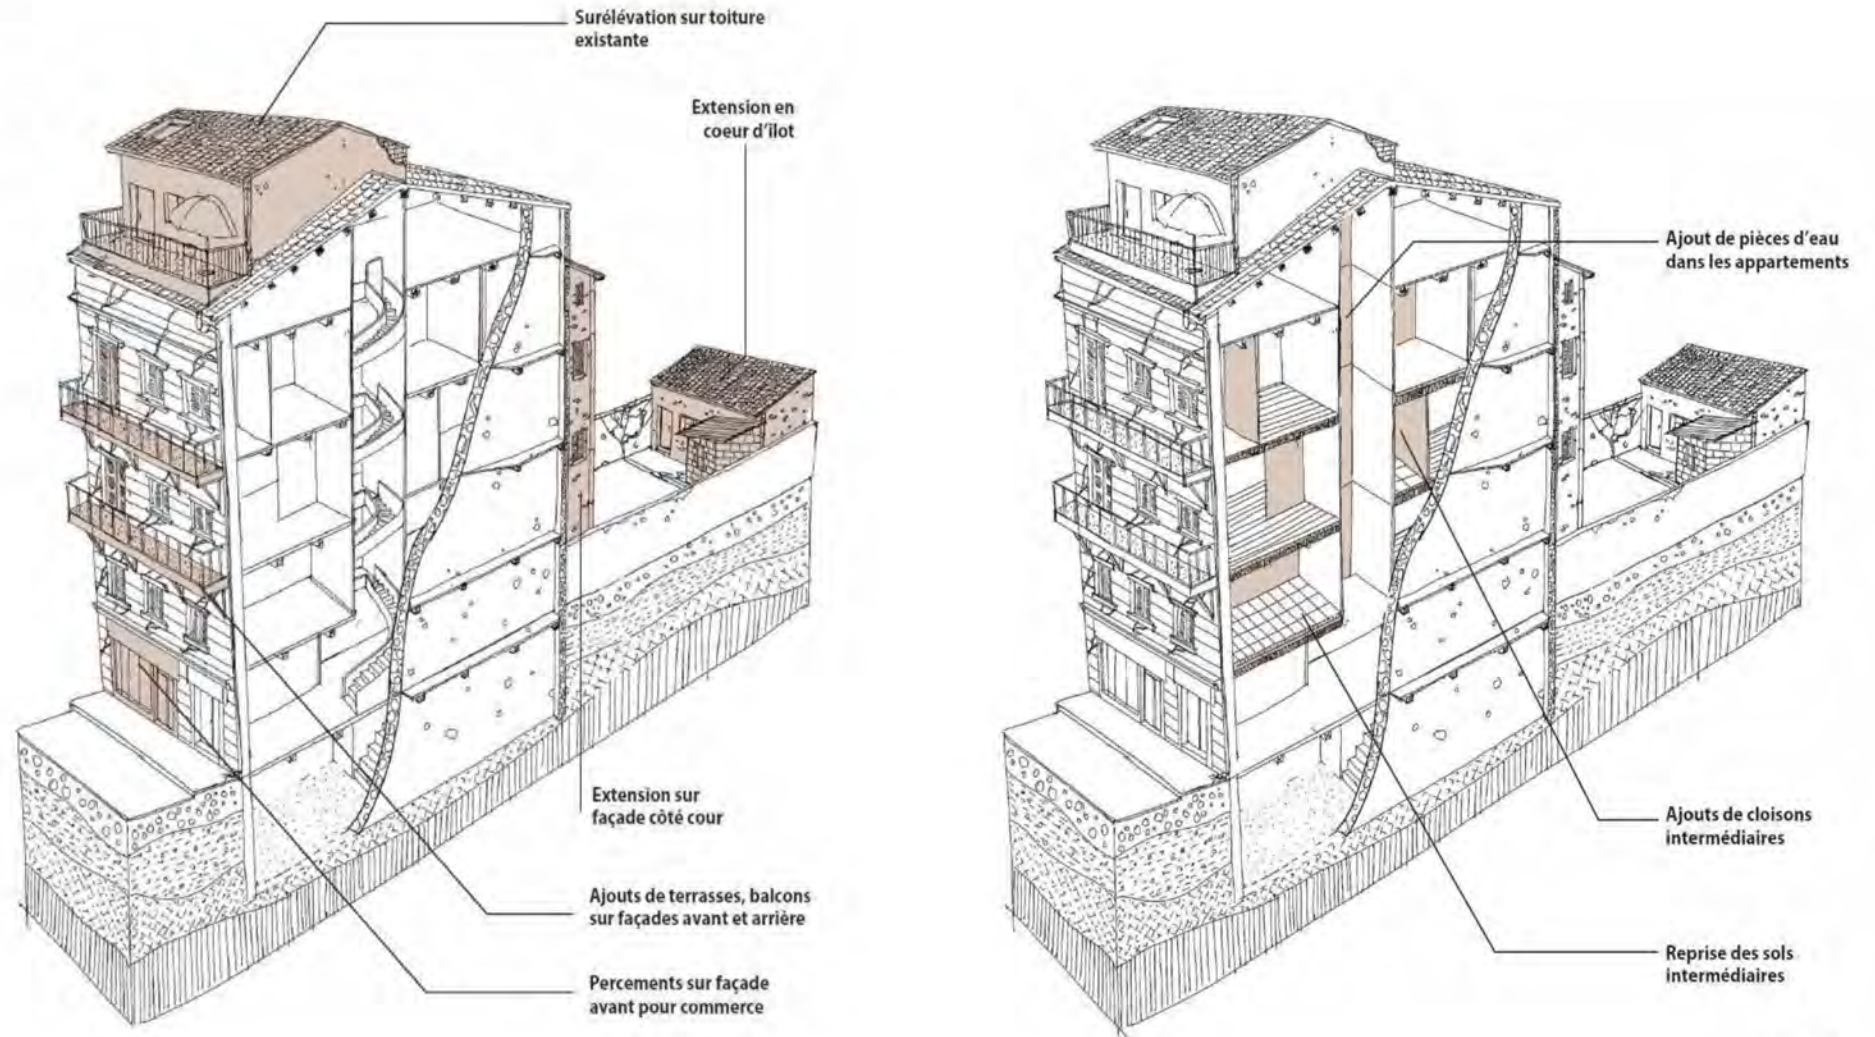 Surélévation sur toiture
existante
Extension en
coeur d'îlot
Extension sur
façade côté cour
Ajouts de terrasses, balcons
sur façades avant et arrière
Percements sur façade
avant pour commerce
Ajout de pièces d'eau
dans les appartements
Ajouts de cloisons
intermédiaires
Reprise des sols
intermédiaires